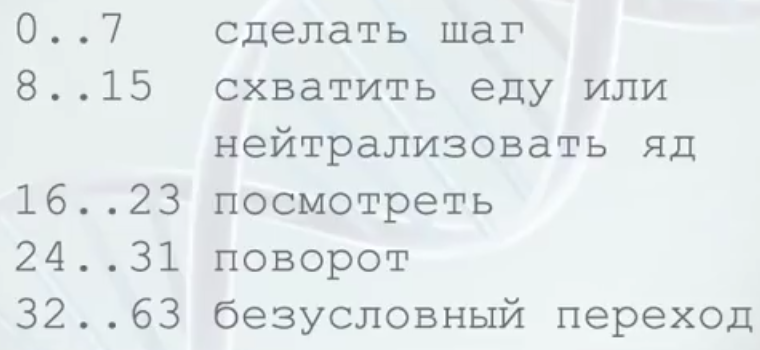 0..7 сделать шаг
8..15 схватить еду или
нейтрализовать яд
16..23 посмотреть
24..31 поворот
32..63 безусловный переход